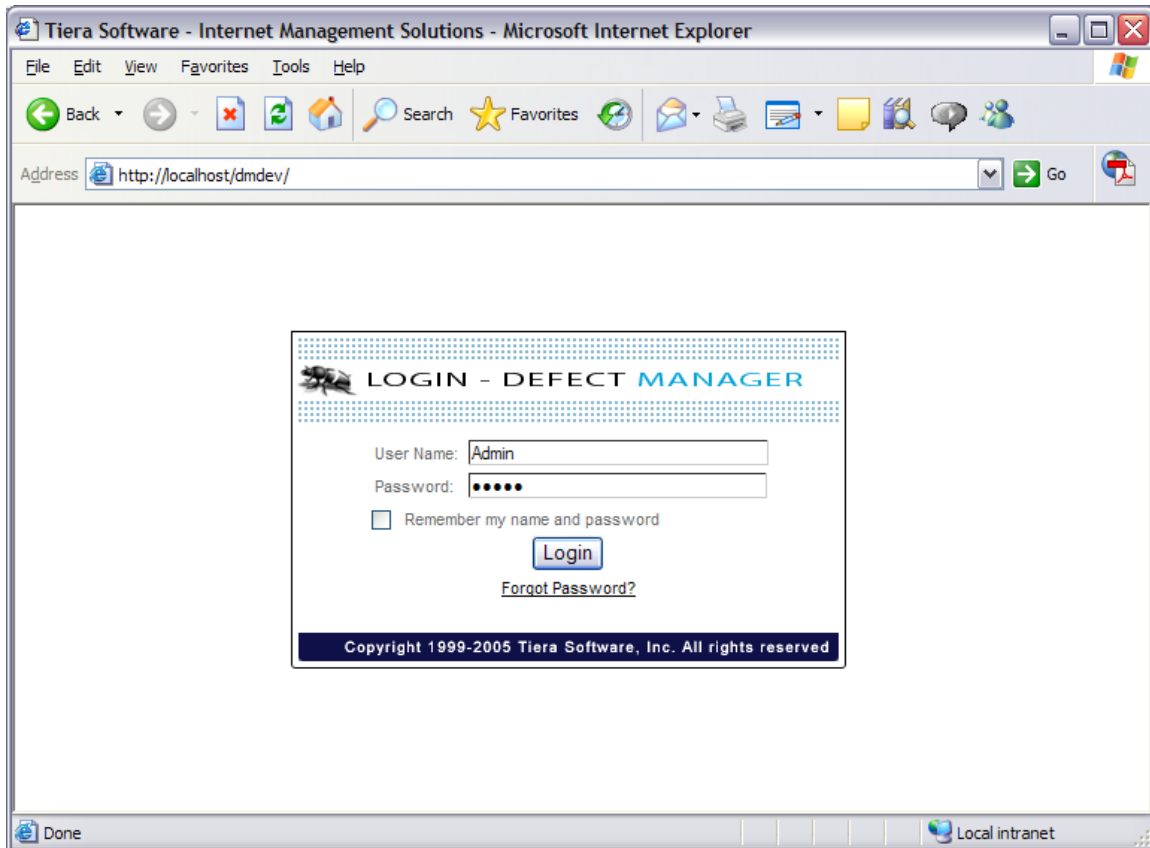 Tiera Software - Internet Management Solutions - Microsoft Internet Explorer
File Edit View Favorites Tools Help
Back Search Favorites
Address http://localhost/dmdev/ Go
LOGIN - DEFECT MANAGER
User Name: Admin
Password: •••••
Remember my name and password
Login
Forgot Password?
Copyright 1999-2005 Tiera Software, Inc. All rights reserved
Done Local intranet